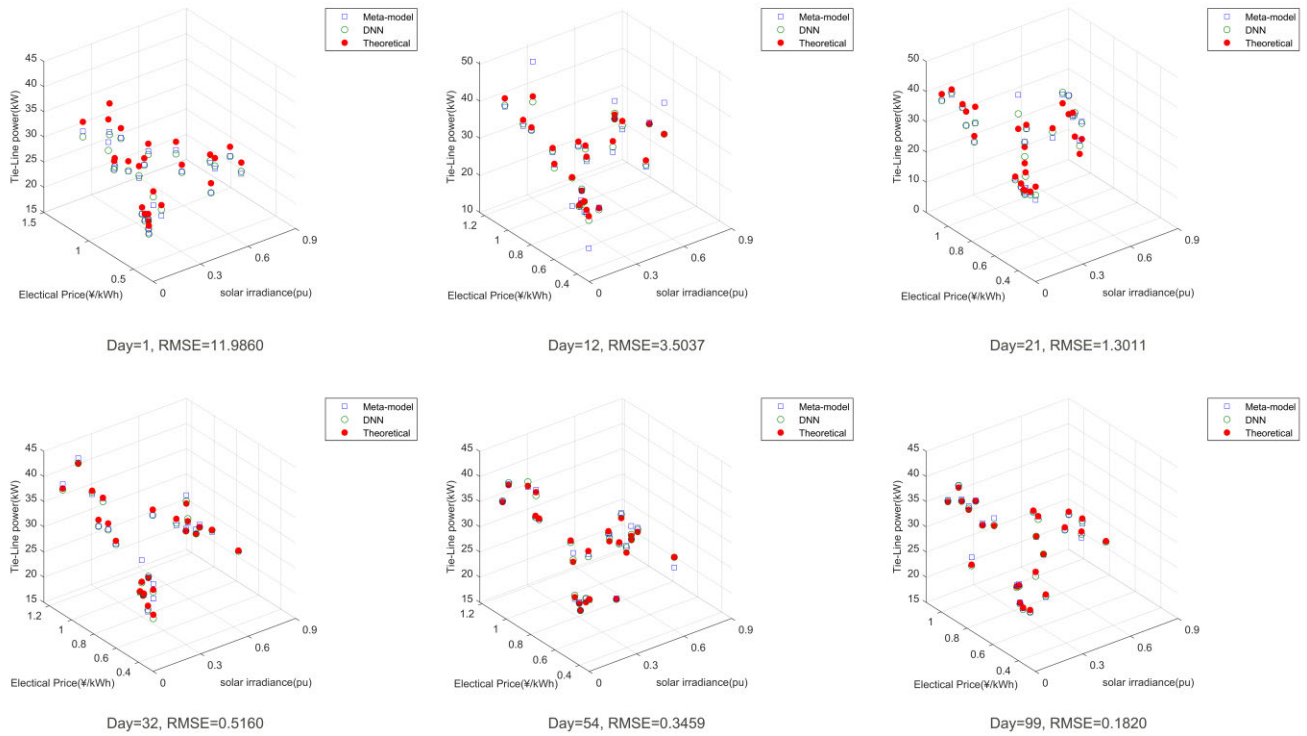 Meta-model
DNN
Theoretical
45
40
35
30
25
20
15
Tie-Line power(kW)
1.5
1
0.5
0
0.3
0.6
0.9
Electical Price(¥/kWh)
solar irradiance(pu)
Day=1, RMSE=11.9860
Meta-model
DNN
Theoretical
50
40
30
20
10
Tie-Line power(kW)
1.2
1
0.8
0.6
0.4
0
0.3
0.6
0.9
Electical Price(¥/kWh)
solar irradiance(pu)
Day=12, RMSE=3.5037
Meta-model
DNN
Theoretical
50
40
30
20
10
0
Tie-Line power(kW)
1
0.8
0.6
0.4
0
0.3
0.6
0.9
Electical Price(¥/kWh)
solar irradiance(pu)
Day=21, RMSE=1.3011
Meta-model
DNN
Theoretical
45
40
35
30
25
20
15
Tie-Line power(kW)
1.2
1
0.8
0.6
0.4
0
0.3
0.6
0.9
Electical Price(¥/kWh)
solar irradiance(pu)
Day=32, RMSE=0.5160
Meta-model
DNN
Theoretical
45
40
35
30
25
20
15
Tie-Line power(kW)
1.2
1
0.8
0.6
0.4
0
0.3
0.6
0.9
Electical Price(¥/kWh)
solar irradiance(pu)
Day=54, RMSE=0.3459
Meta-model
DNN
Theoretical
45
40
35
30
25
20
15
Tie-Line power(kW)
1
0.8
0.6
0.4
0
0.3
0.6
0.9
Electical Price(¥/kWh)
solar irradiance(pu)
Day=99, RMSE=0.1820